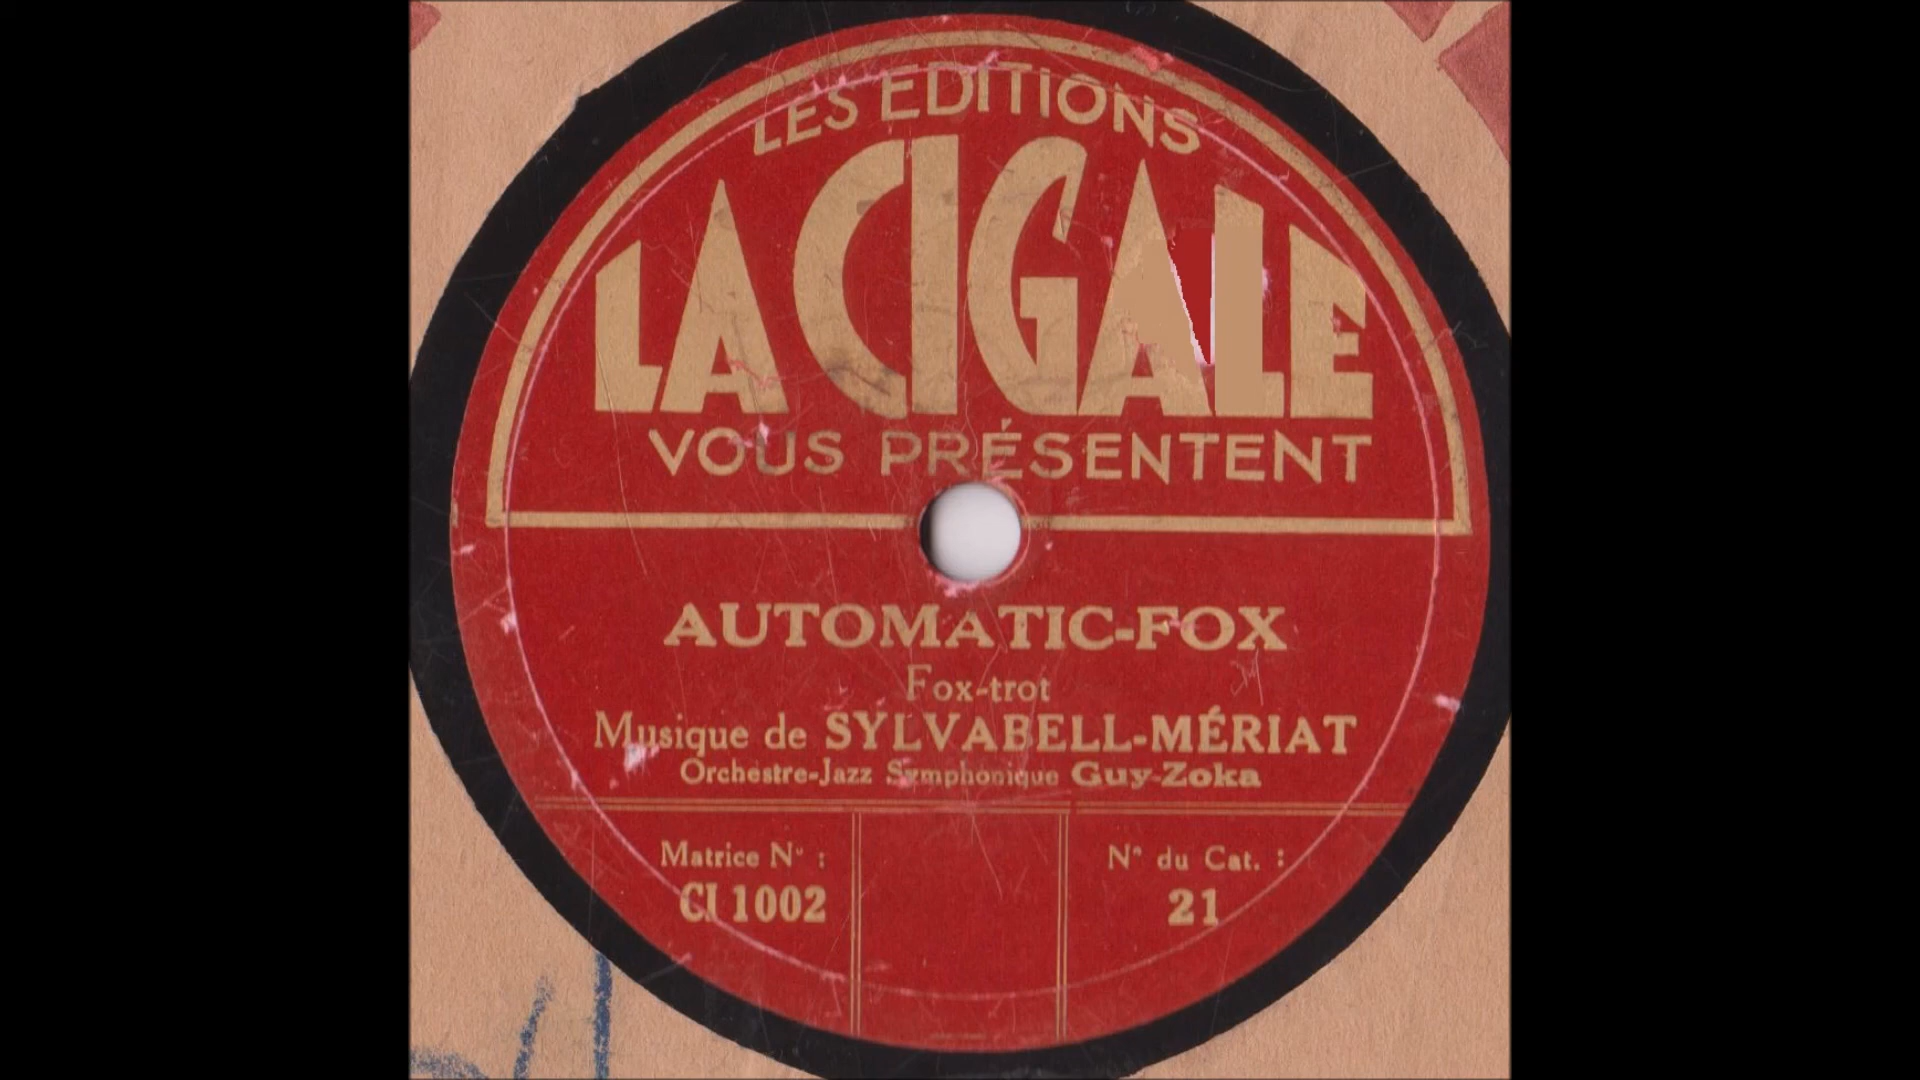 LES EDITIONS
LA CIGALE
VOUS PRÉSENTENT
AUTOMATIC-FOX
Fox-trot
Musique de SYLVABELL-MÉRIAT
Orchestre-Jazz Symphonique Guy-Zoka
Matrice N° :
CI 1002
N° du Cat. :
21